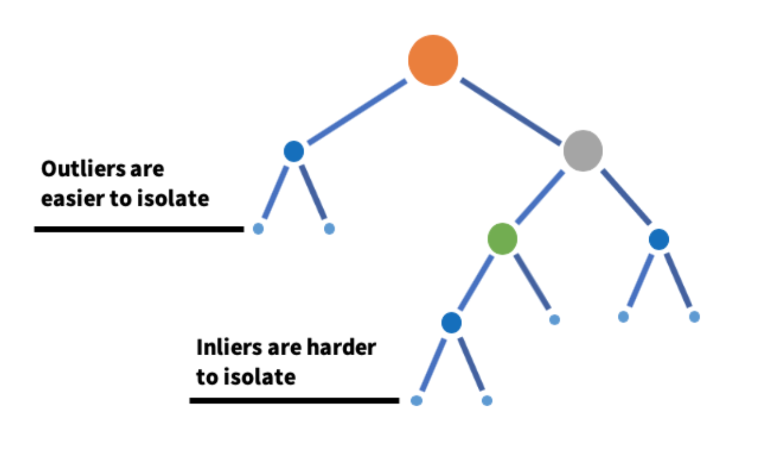 Outliers are
easier to isolate
Inliers are harder
to isolate